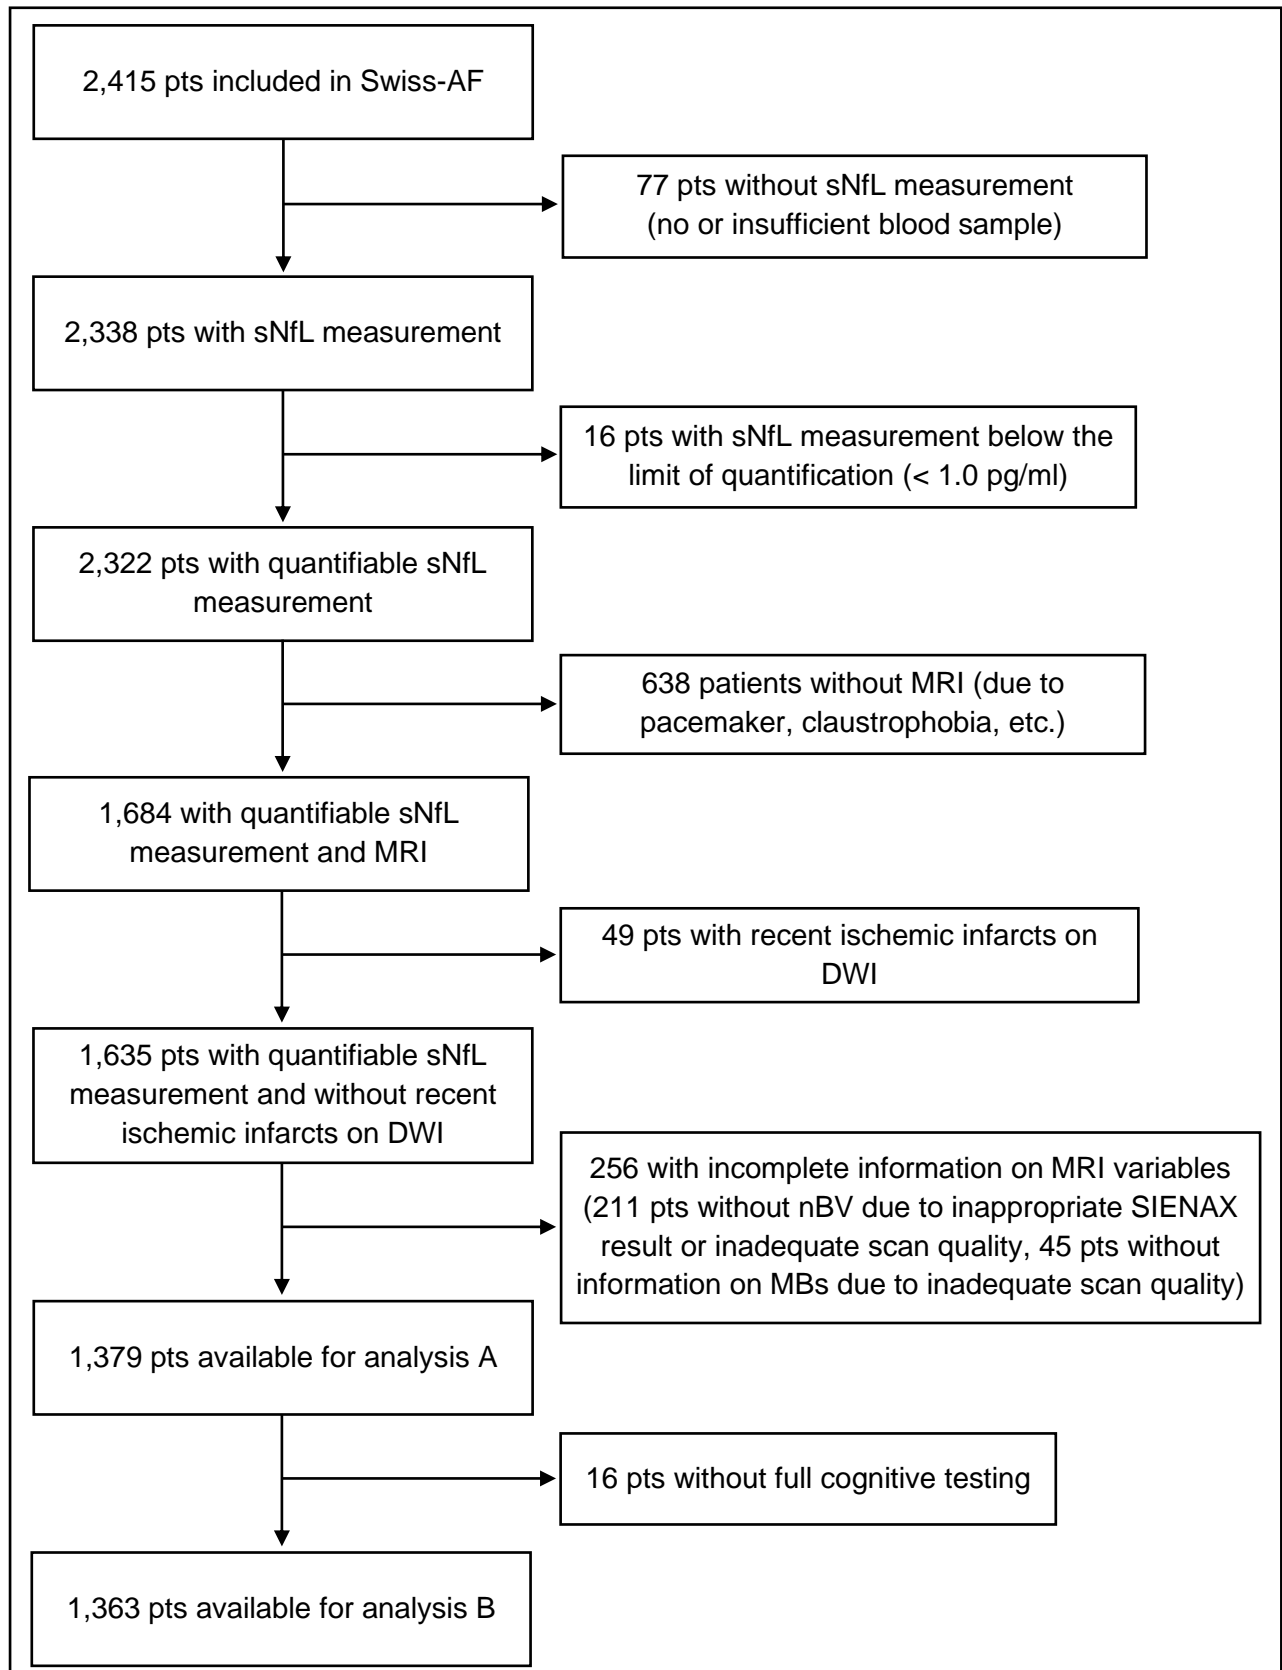 2,415 pts included in Swiss-AF
77 pts without sNfL measurement
(no or insufficient blood sample)
2,338 pts with sNfL measurement
16 pts with sNfL measurement below the
limit of quantification (< 1.0 pg/ml)
2,322 pts with quantifiable sNfL
measurement
638 patients without MRI (due to
pacemaker, claustrophobia, etc.)
1,684 with quantifiable sNfL
measurement and MRI
49 pts with recent ischemic infarcts on
DWI
1,635 pts with quantifiable sNfL
measurement and without recent
ischemic infarcts on DWI
256 with incomplete information on MRI variables
(211 pts without nBV due to inappropriate SIENAX
result or inadequate scan quality, 45 pts without
information on MBs due to inadequate scan quality)
1,379 pts available for analysis A
16 pts without full cognitive testing
1,363 pts available for analysis B